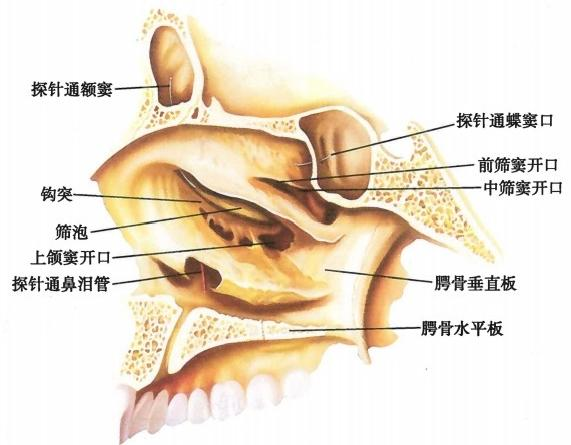 探针通额窦
探针通蝶窦口
前筛窦开口
中筛窦开口
钩突
筛泡
上颌窦开口
探针通鼻泪管
腭骨垂直板
腭骨水平板